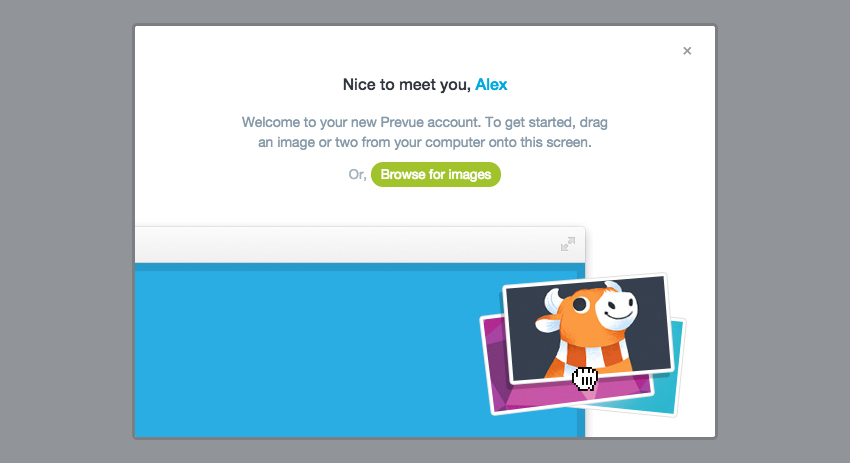 Nice to meet you, Alex
Welcome to your new Prevue account. To get started, drag
an image or two from your computer onto this screen.
Or, Browse for images